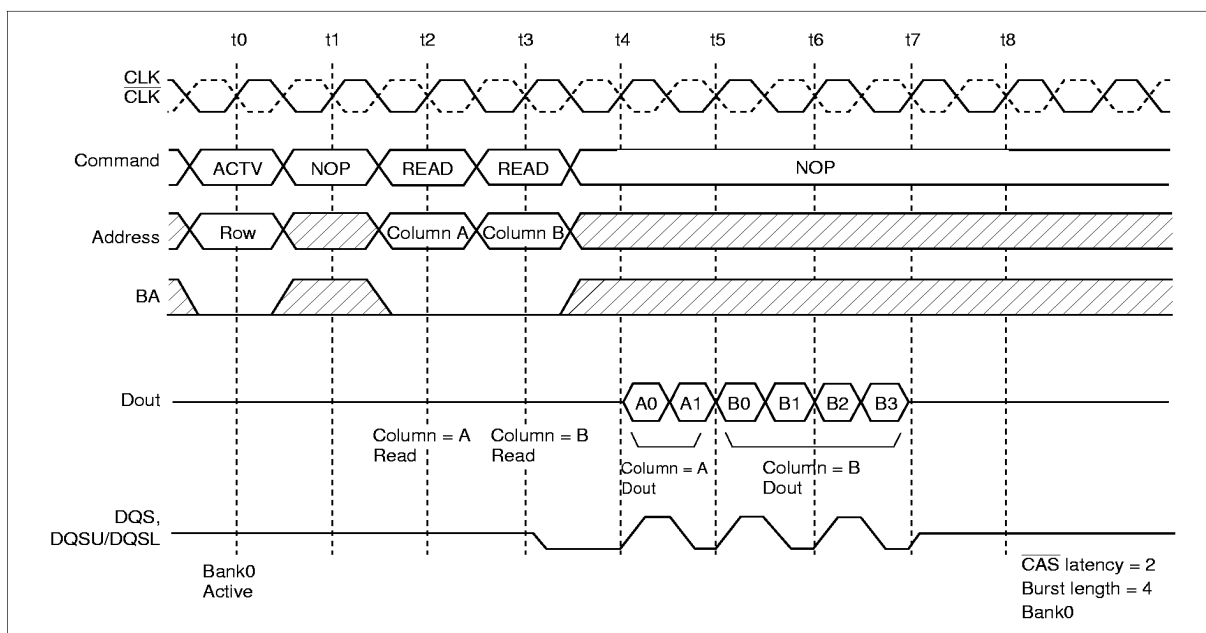 t0 t1 t2 t3 t4 t5 t6 t7 t8
CLK
CLK
Command ACTV NOP READ READ NOP
Address Row Column A Column B
BA
Dout A0 A1 B0 B1 B2 B3
Column = A Column = B
Read Read
Column = A Column = B
Dout Dout
DQS,
DQSU/DQSL
Bank0
Active
CAS latency = 2
Burst length = 4
Bank0